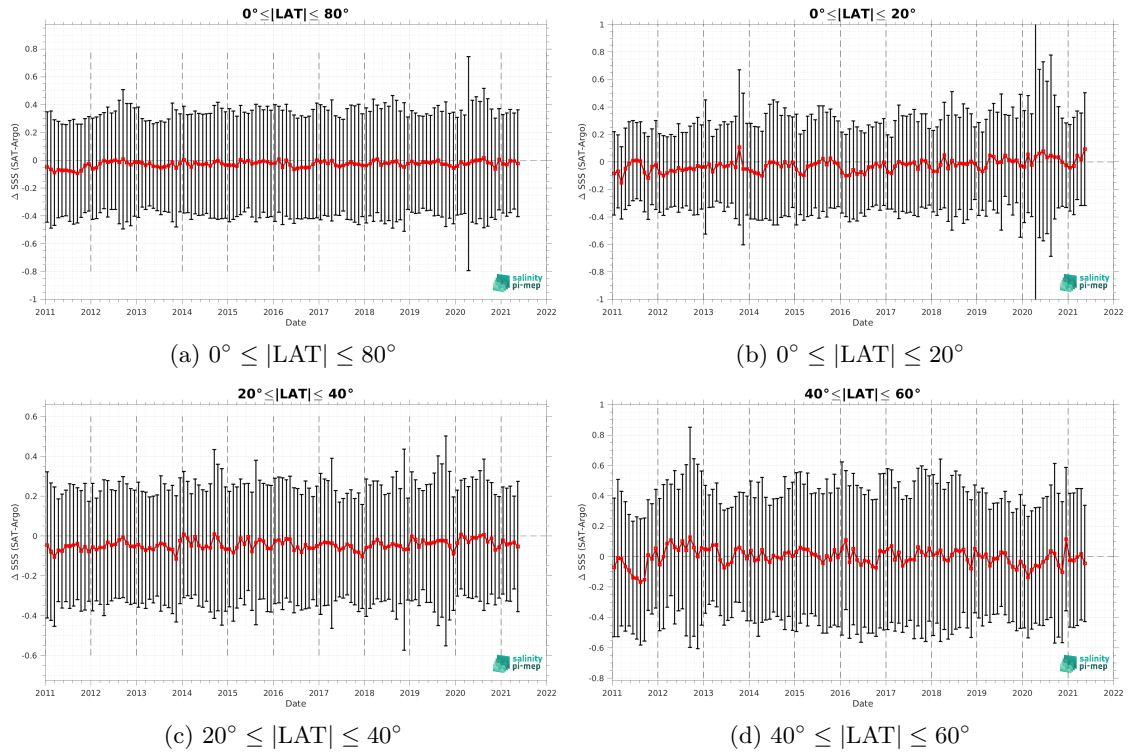 0°≤|LAT|≤ 80°
0.8
0.6
0.4
0.2
0
-0.2
-0.4
-0.6
-0.8
-1
Δ SSS (SAT-Argo)
2011 2012 2013 2014 2015 2016 2017 2018 2019 2020 2021 2022
Date
salinity
pi-mep
(a) 0° ≤ |LAT| ≤ 80°
0°≤|LAT|≤ 20°
1
0.8
0.6
0.4
0.2
0
-0.2
-0.4
-0.6
-0.8
-1
Δ SSS (SAT-Argo)
2011 2012 2013 2014 2015 2016 2017 2018 2019 2020 2021 2022
Date
salinity
pi-mep
(b) 0° ≤ |LAT| ≤ 20°
20°≤|LAT|≤ 40°
0.6
0.4
0.2
0
-0.2
-0.4
-0.6
Δ SSS (SAT-Argo)
2011 2012 2013 2014 2015 2016 2017 2018 2019 2020 2021 2022
Date
salinity
pi-mep
(c) 20° ≤ |LAT| ≤ 40°
40°≤|LAT|≤ 60°
1
0.8
0.6
0.4
0.2
0
-0.2
-0.4
-0.6
-0.8
Δ SSS (SAT-Argo)
2011 2012 2013 2014 2015 2016 2017 2018 2019 2020 2021 2022
Date
salinity
pi-mep
(d) 40° ≤ |LAT| ≤ 60°